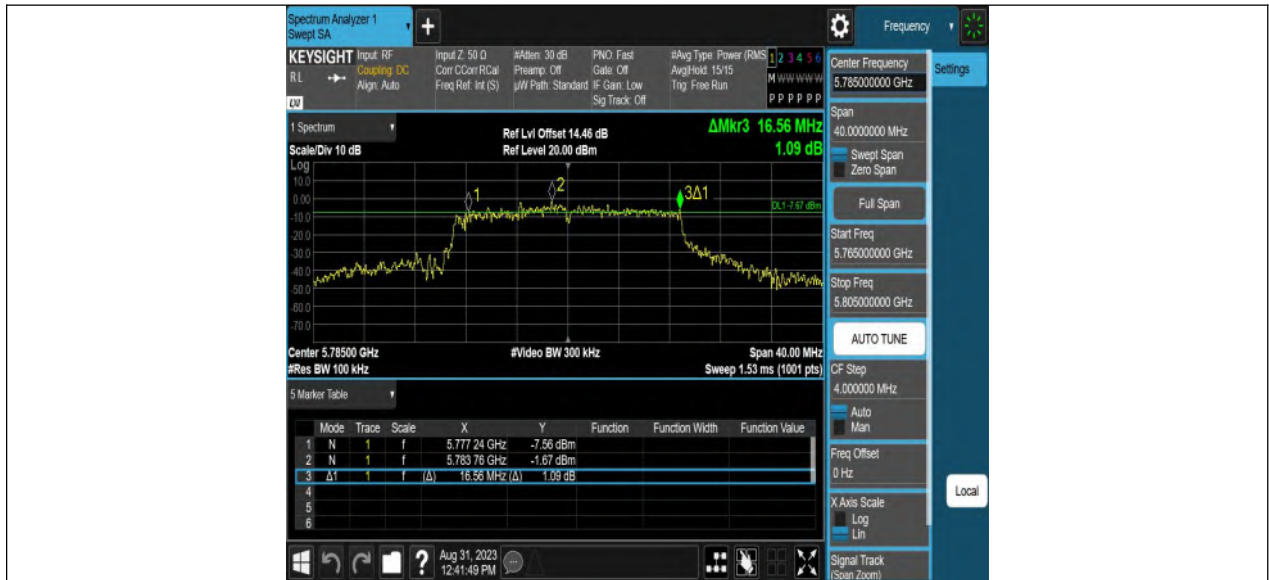 Spectrum Analyzer 1
Swept SA
+
Frequency
KEYSIGHT
RL
LXI
Input: RF
Coupling: DC
Align: Auto
Input Z: 50 Ω
Corr CCorr RCal
Freq Ref: Int (S)
#Atten: 30 dB
Preamp: Off
µW Path: Standard
PNO: Fast
Gate: Off
IF Gain: Low
Sig Track: Off
#Avg Type: Power (RMS
Avg|Hold: 15/15
Trig: Free Run
1 2 3 4 5 6
M W W W W W
P P P P P P
1 Spectrum
Scale/Div 10 dB
Ref Lvl Offset 14.46 dB
Ref Level 20.00 dBm
ΔMkr3 16.56 MHz
1.09 dB
Log
10.0
0.00
-10.0
-20.0
-30.0
-40.0
-50.0
-60.0
-70.0
1
2
3Δ1
DL1 -7.67 dBm
Center 5.78500 GHz
#Res BW 100 kHz
#Video BW 300 kHz
Span 40.00 MHz
Sweep 1.53 ms (1001 pts)
5 Marker Table
Mode Trace Scale X Y Function Function Width Function Value
1 N 1 f 5.777 24 GHz -7.56 dBm
2 N 1 f 5.783 76 GHz -1.67 dBm
3 Δ1 1 f (Δ) 16.56 MHz (Δ) 1.09 dB
4
5
6
?
Aug 31, 2023
12:41:49 PM
Center Frequency
5.785000000 GHz
Settings
Span
40.0000000 MHz
Swept Span
Zero Span
Full Span
Start Freq
5.765000000 GHz
Stop Freq
5.805000000 GHz
AUTO TUNE
CF Step
4.000000 MHz
Auto
Man
Freq Offset
0 Hz
X Axis Scale
Log
Lin
Signal Track
(Span Zoom)
Local